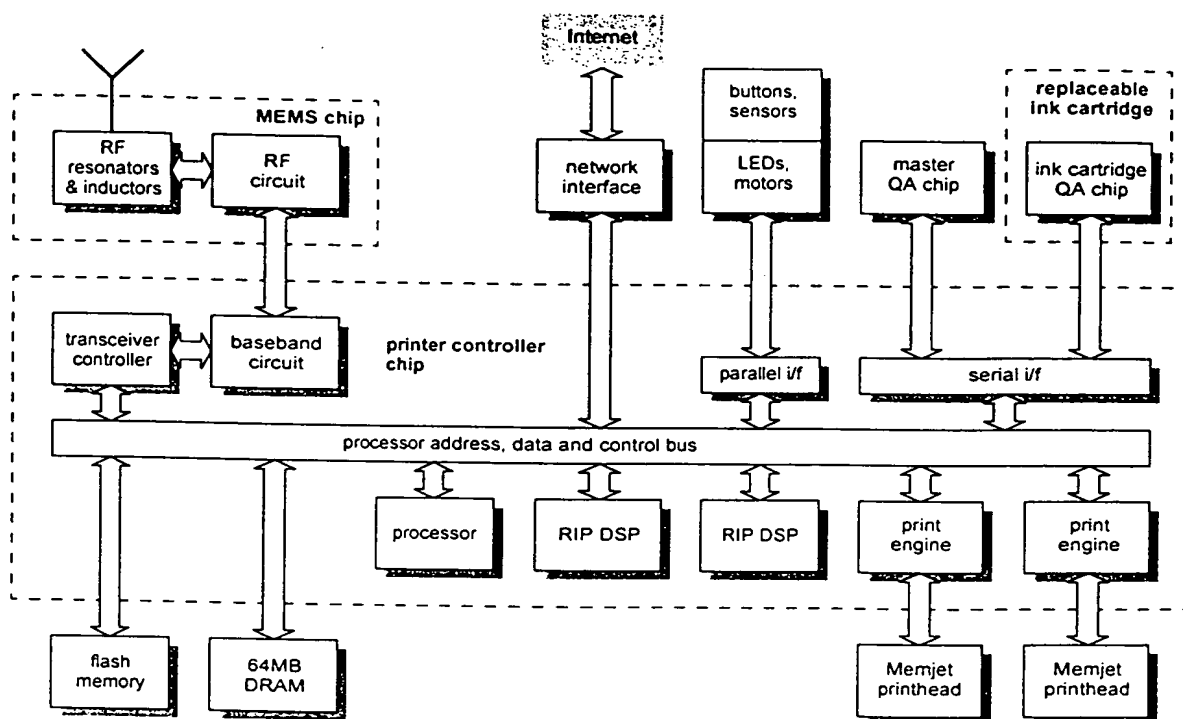 Internet
MEMS chip
RF
resonators
& inductors
RF
circuit
network
interface
buttons,
sensors
LEDs,
motors
master
QA chip
replaceable
ink cartridge
ink cartridge
QA chip
transceiver
controller
baseband
circuit
printer controller
chip
parallel i/f
serial i/f
processor address, data and control bus
processor
RIP DSP
RIP DSP
print
engine
print
engine
flash
memory
64MB
DRAM
Memjet
printhead
Memjet
printhead